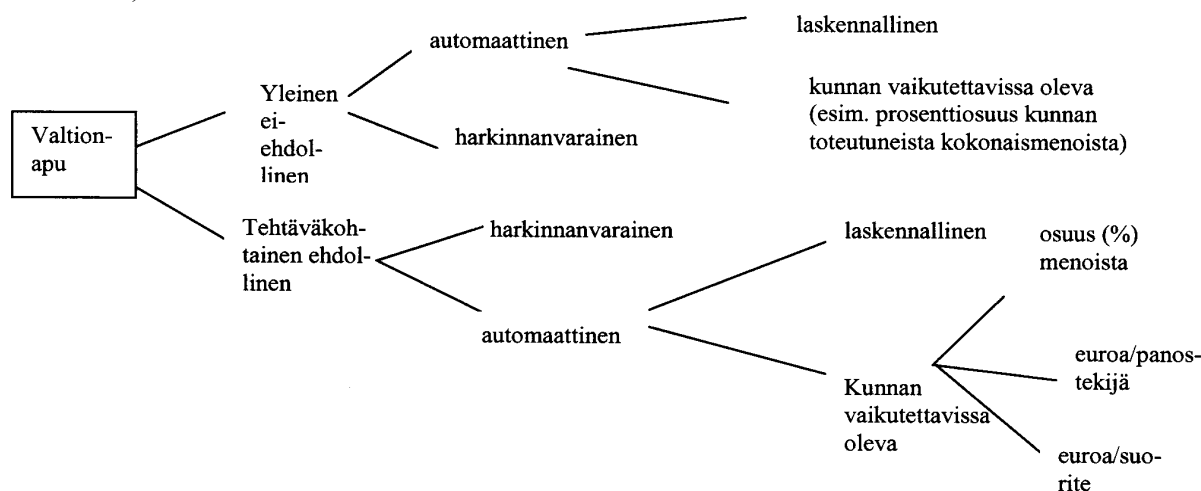 automaattinen
laskennallinen
Yleinen
ei-
ehdol-
linen
kunnan vaikutettavissa oleva
(esim. prosenttiosuus kunnan
toteutuneista kokonaismenoista)
harkinnanvarainen
Valtion-
apu
Tehtäväkoh-
tainen ehdol-
linen
harkinnanvarainen
automaattinen
laskennallinen
Kunnan
vaikutettavissa
oleva
osuus (%)
menoista
euroa/panos-
tekijä
euroa/suo-
rite